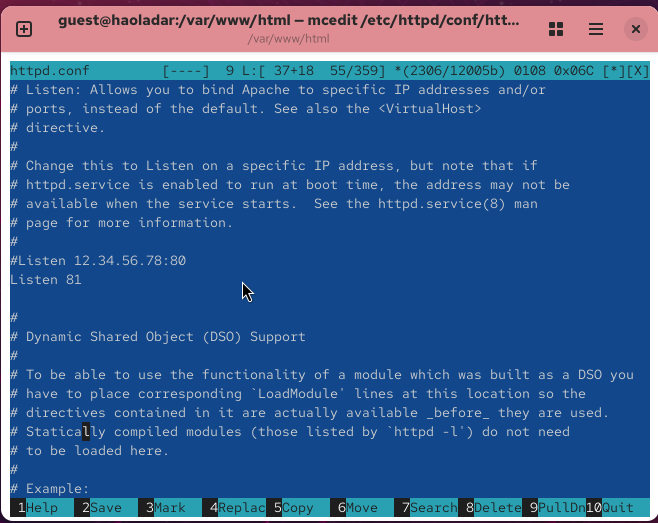 guest@haoladar:/var/www/html — mcedit /etc/httpd/conf/htt...
/var/www/html
httpd.conf [----] 9 L:[ 37+18 55/359] *(2306/12005b) 0108 0x06C [*][X]
# Listen: Allows you to bind Apache to specific IP addresses and/or
# ports, instead of the default. See also the <VirtualHost>
# directive.
#
# Change this to Listen on a specific IP address, but note that if
# httpd.service is enabled to run at boot time, the address may not be
# available when the service starts.  See the httpd.service(8) man
# page for more information.
#
#Listen 12.34.56.78:80
Listen 81
#
# Dynamic Shared Object (DSO) Support
#
# To be able to use the functionality of a module which was built as a DSO you
# have to place corresponding `LoadModule' lines at this location so the
# directives contained in it are actually available _before_ they are used.
# Statically compiled modules (those listed by `httpd -l') do not need
# to be loaded here.
#
# Example:
1Help 2Save 3Mark 4Replac 5Copy 6Move 7Search 8Delete 9PullDn 10Quit